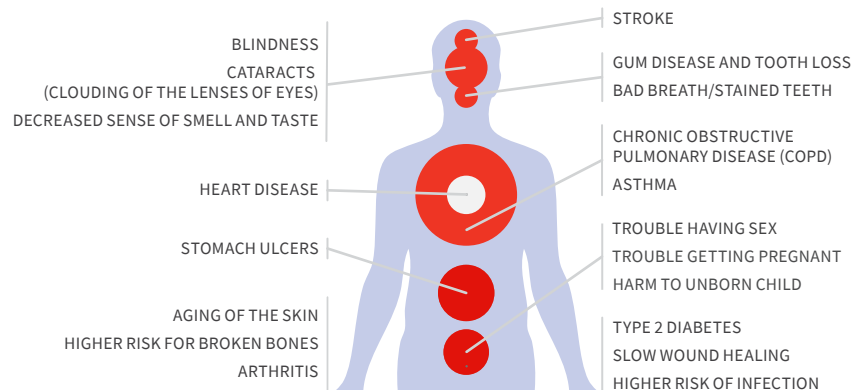 BLINDNESS
CATARACTS
(CLOUDING OF THE LENSES OF EYES)
DECREASED SENSE OF SMELL AND TASTE
HEART DISEASE
STOMACH ULCERS
AGING OF THE SKIN
HIGHER RISK FOR BROKEN BONES
ARTHRITIS
STROKE
GUM DISEASE AND TOOTH LOSS
BAD BREATH/STAINED TEETH
CHRONIC OBSTRUCTIVE
PULMONARY DISEASE (COPD)
ASTHMA
TROUBLE HAVING SEX
TROUBLE GETTING PREGNANT
HARM TO UNBORN CHILD
TYPE 2 DIABETES
SLOW WOUND HEALING
HIGHER RISK OF INFECTION